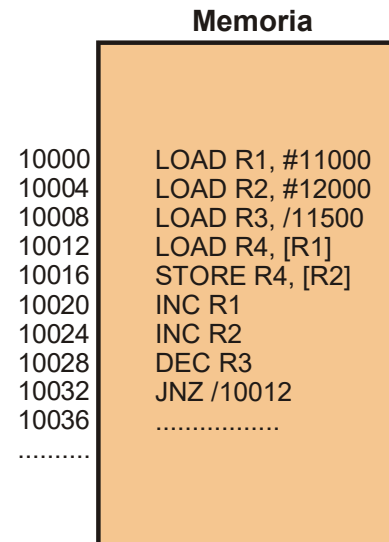 Memoria
10000 LOAD R1, #11000
10004 LOAD R2, #12000
10008 LOAD R3, /11500
10012 LOAD R4, [R1]
10016 STORE R4, [R2]
10020 INC R1
10024 INC R2
10028 DEC R3
10032 JNZ /10012
10036 .................
..........